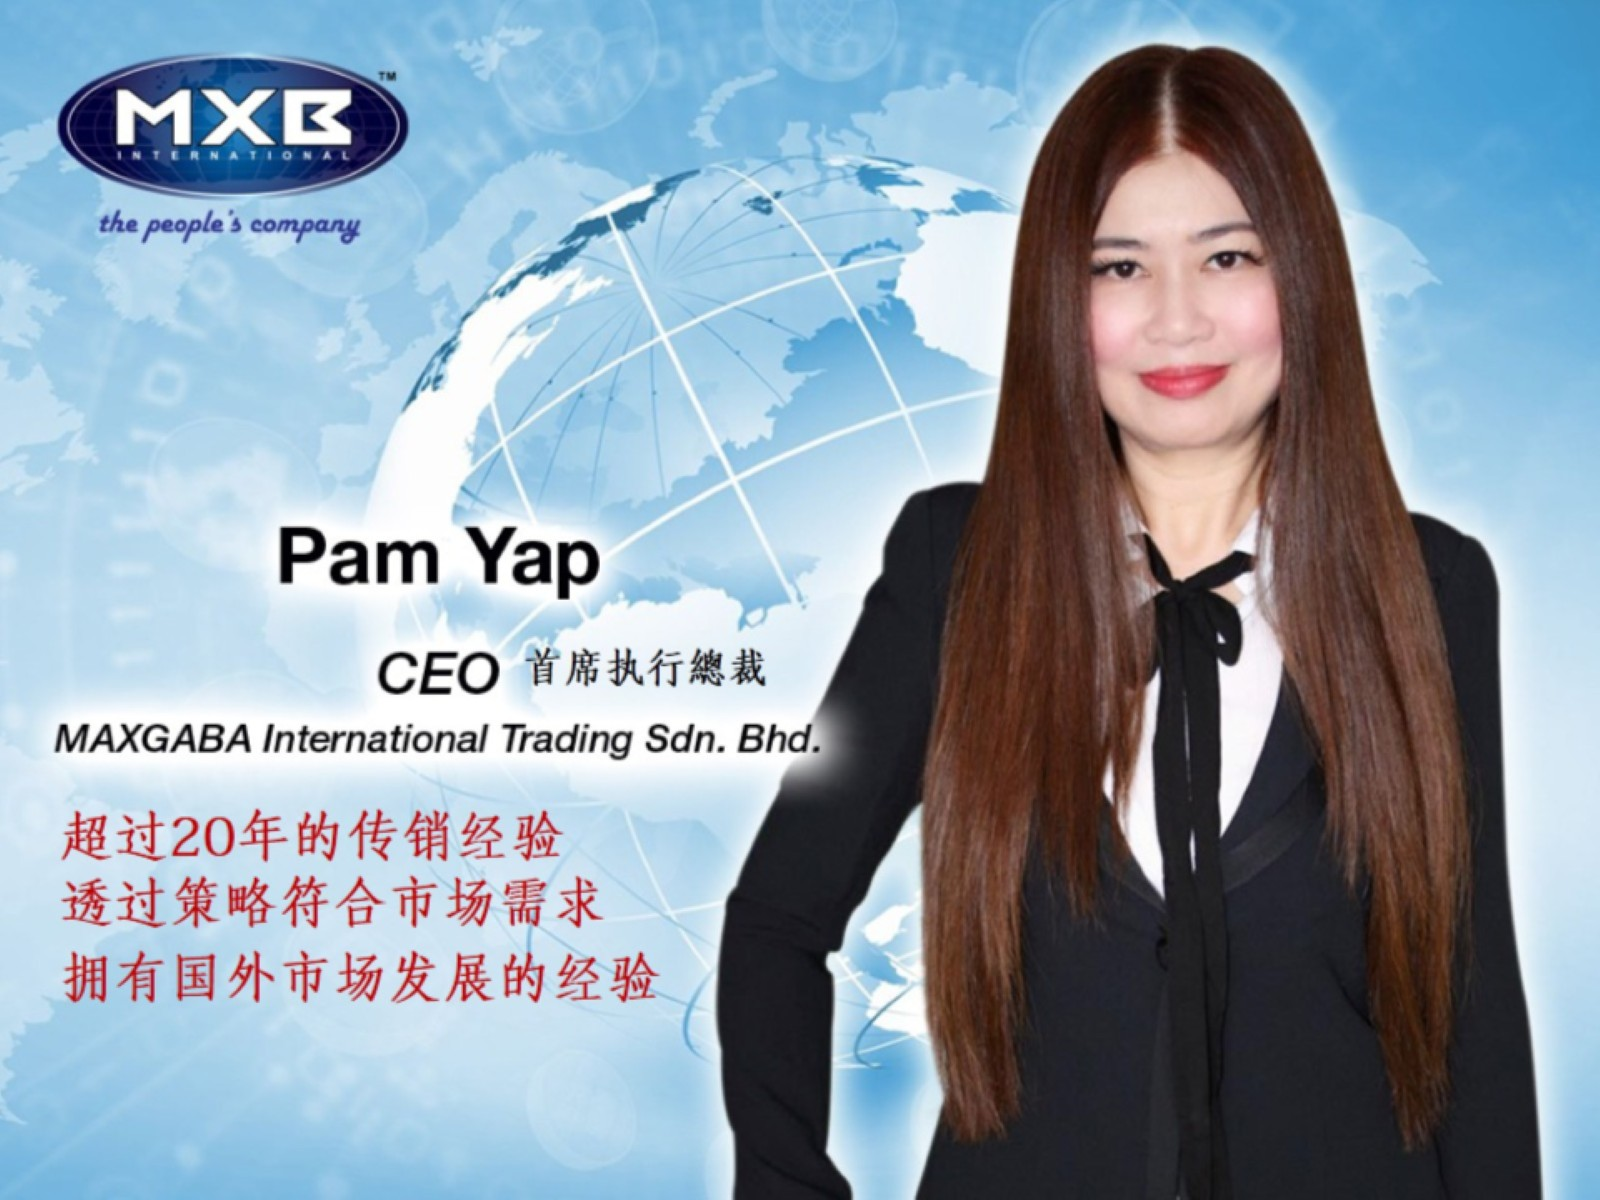 MXB
TM
INTERNATIONAL
the people's company
Pam Yap
CEO 首席执行總裁
MAXGABA International Trading Sdn. Bhd.
超过20年的传销经验
透过策略符合市场需求
拥有国外市场发展的经验